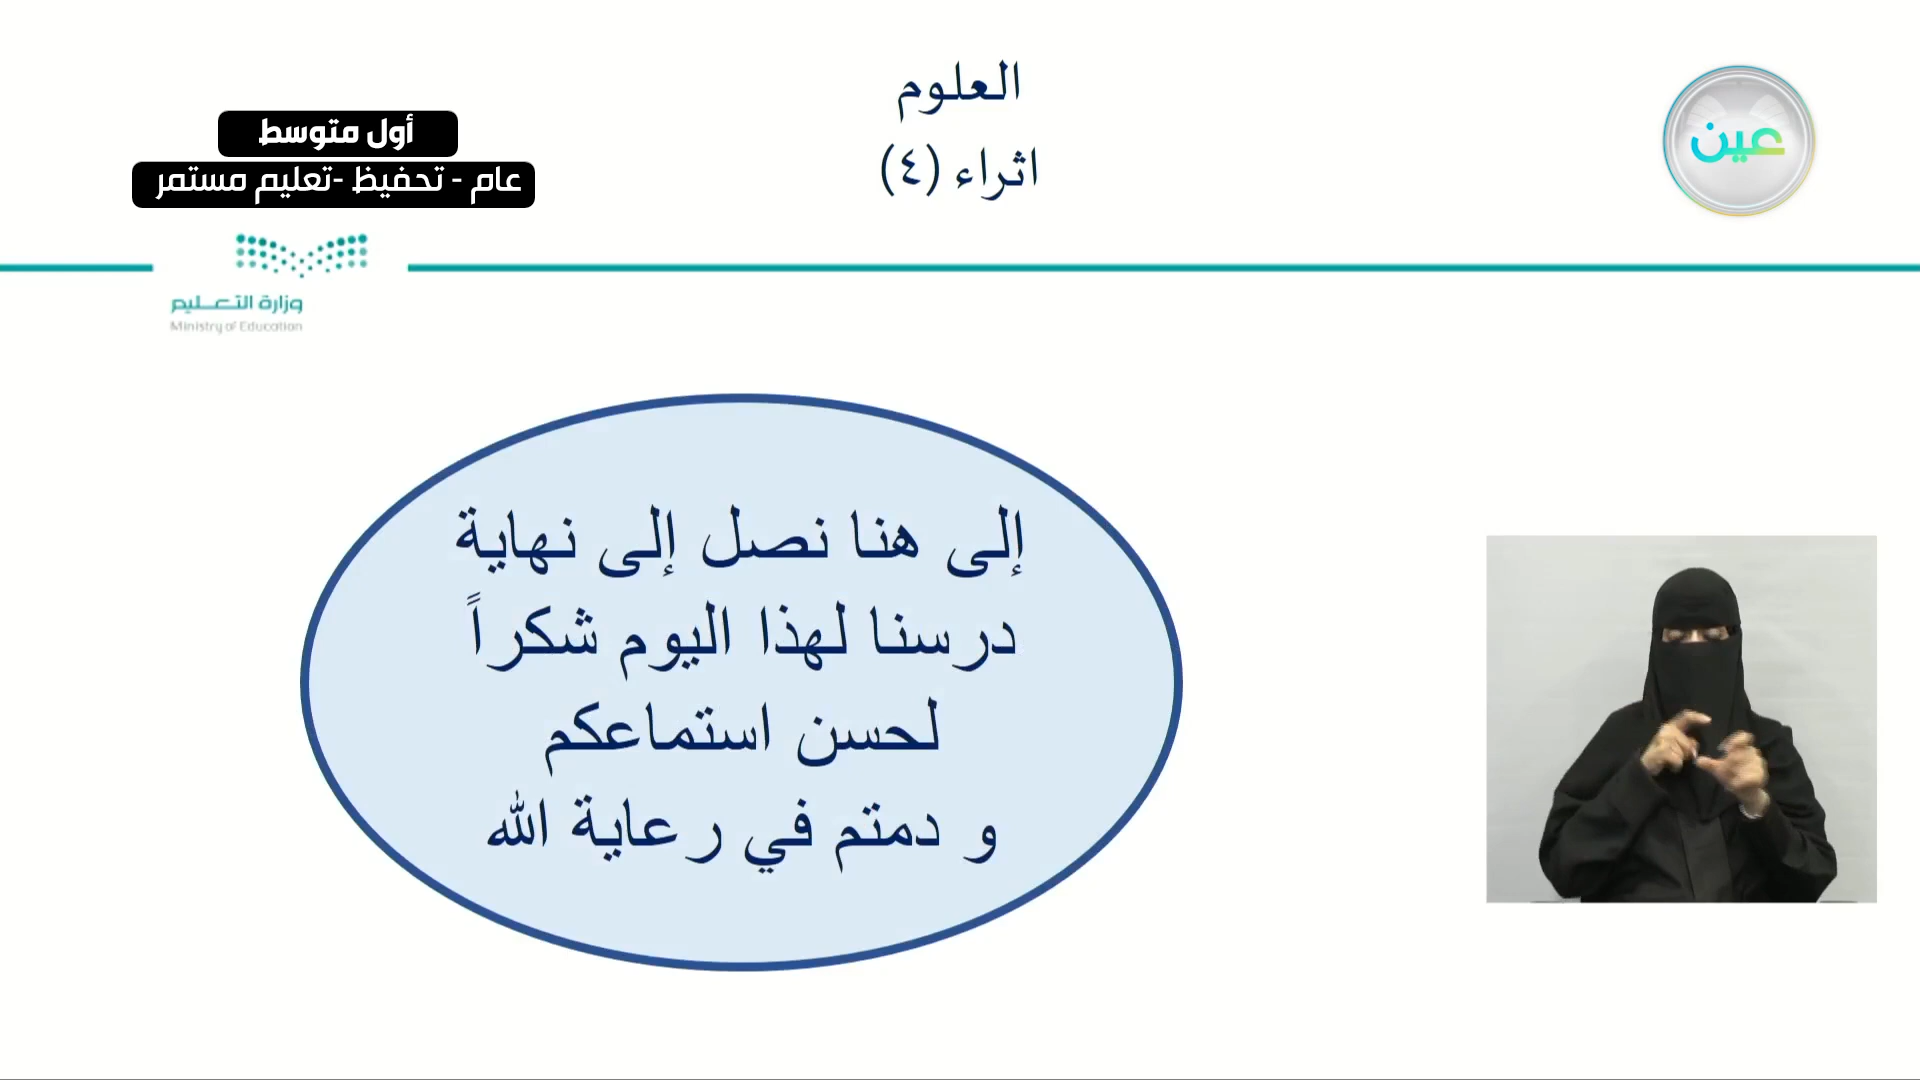 العلوم
اثراء (٤)
أول متوسط
عام - تحفيظ -تعليم مستمر
عين
وزارة التعليم
Ministry of Education
إلى هنا نصل إلى نهاية
درسنا لهذا اليوم شكراً
لحسن استماعكم
و دمتم في رعاية الله